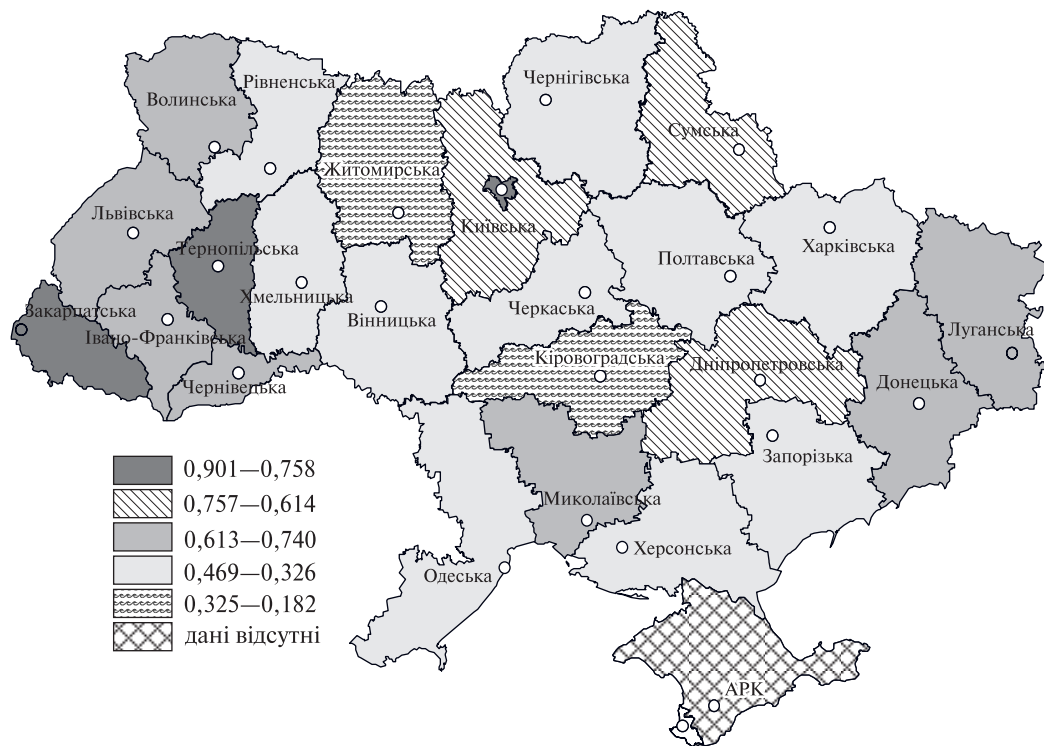 Чернігівська
Рівненська
Волинська
Сумська
Житомирська
Львівська
Київська
Харківська
Тернопільська
Полтавська
Хмельницька
Черкаська
Закарпатська
Вінницька
Луганська
Івано-Франківська
Кіровоградська
Дніпропетровська
Донецька
Чернівецька
Запорізька
0,901—0,758
0,757—0,614
Миколаївська
0,613—0,740
Херсонська
0,469—0,326
Одеська
0,325—0,182
дані відсутні
АРК